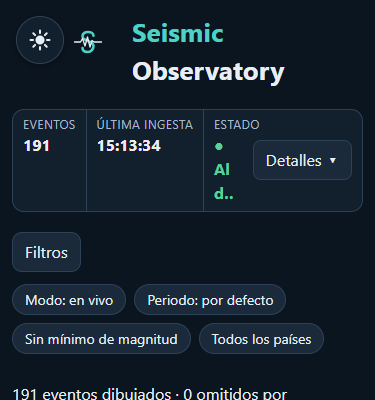 Seismic
Observatory
EVENTOS
191
ÚLTIMA INGESTA
15:13:34
ESTADO
● Al d..
Detalles ▼
Filtros
Modo: en vivo
Periodo: por defecto
Sin mínimo de magnitud
Todos los países
191 eventos dibujados · 0 omitidos por